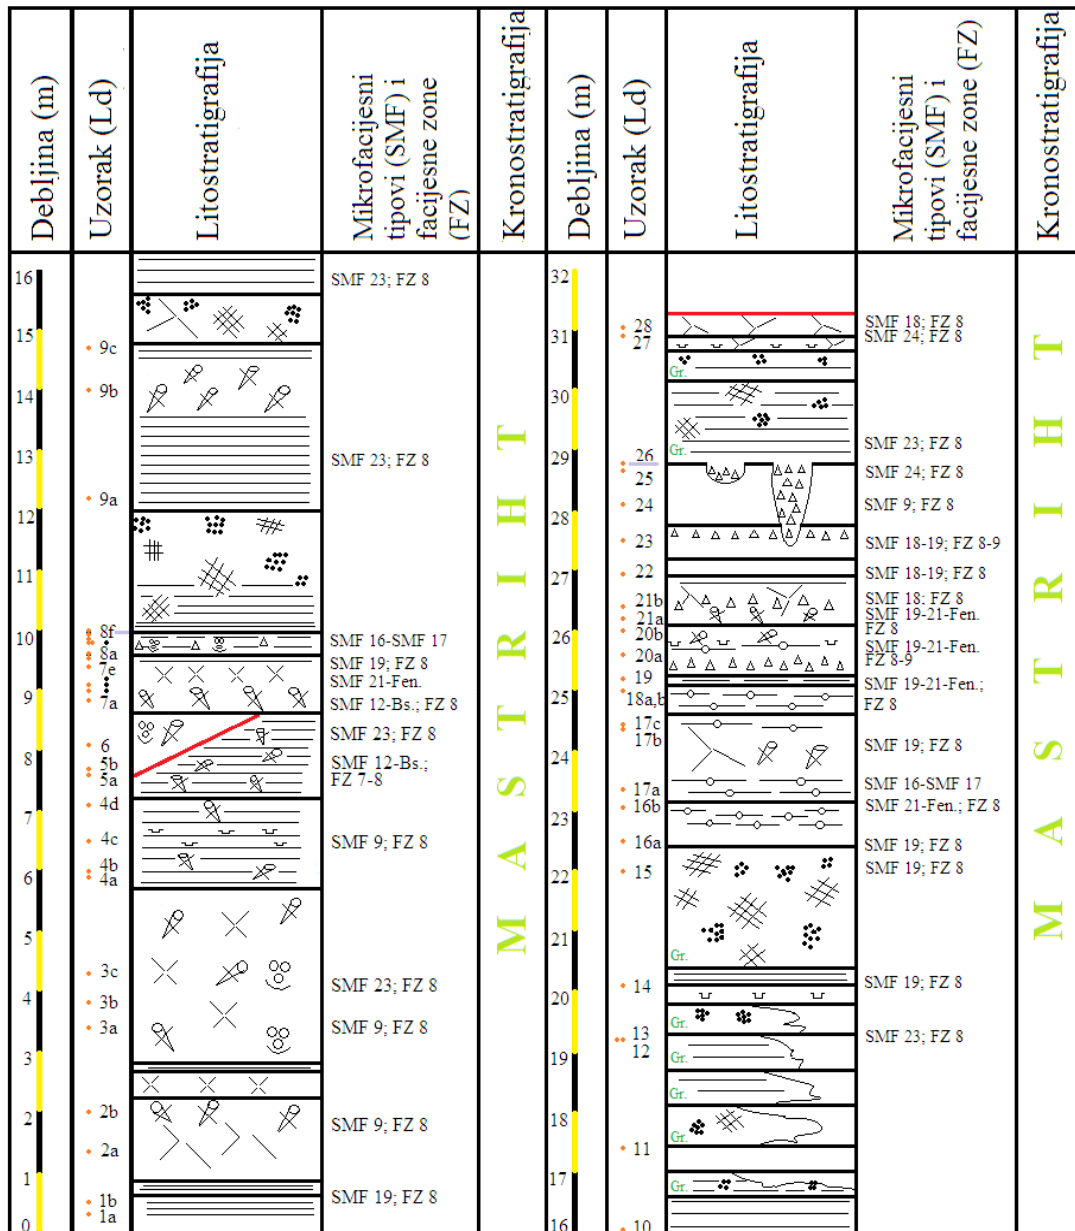 Debljina (m)
Uzorak (Ld)
Litostratigrafija
Mikrofacijesni
tipovi (SMF) i
facijesne zone
(FZ)
Kronostratigrafija
Debljina (m)
Uzorak (Ld)
Litostratigrafija
Mikrofacijesni
tipovi (SMF) i
facijesne zone (FZ)
Kronostratigrafija
16
15
14
13
12
11
10
9
8
7
6
5
4
3
2
1
0
9c
9b
9a
8f
8a
7e
7a
6
5b
5a
4d
4c
4b
4a
3c
3b
3a
2b
2a
1b
1a
SMF 23; FZ 8
SMF 23; FZ 8
SMF 16-SMF 17
SMF 19; FZ 8
SMF 21-Fen.
SMF 12-Bs.; FZ 8
SMF 23; FZ 8
SMF 12-Bs.;
FZ 7-8
SMF 9; FZ 8
SMF 23; FZ 8
SMF 9; FZ 8
SMF 9; FZ 8
SMF 19; FZ 8
MASTRIHT
32
31
30
29
28
27
26
25
24
23
22
21
20
19
18
17
16
28
27
26
25
24
23
22
21b
21a
20b
20a
19
18a,b
17c
17b
17a
16b
16a
15
14
13
12
11
10
Gr.
Gr.
Gr.
Gr.
Gr.
Gr.
Gr.
Gr.
SMF 18; FZ 8
SMF 24; FZ 8
SMF 23; FZ 8
SMF 24; FZ 8
SMF 9; FZ 8
SMF 18-19; FZ 8-9
SMF 18-19; FZ 8
SMF 18: FZ 8
SMF 19-21-Fen.
FZ 8
SMF 19-21-Fen.
FZ 8-9
SMF 19-21-Fen.;
FZ 8
SMF 19; FZ 8
SMF 16-SMF 17
SMF 21-Fen.; FZ 8
SMF 19; FZ 8
SMF 19; FZ 8
SMF 19; FZ 8
SMF 23; FZ 8
MASTRIHT